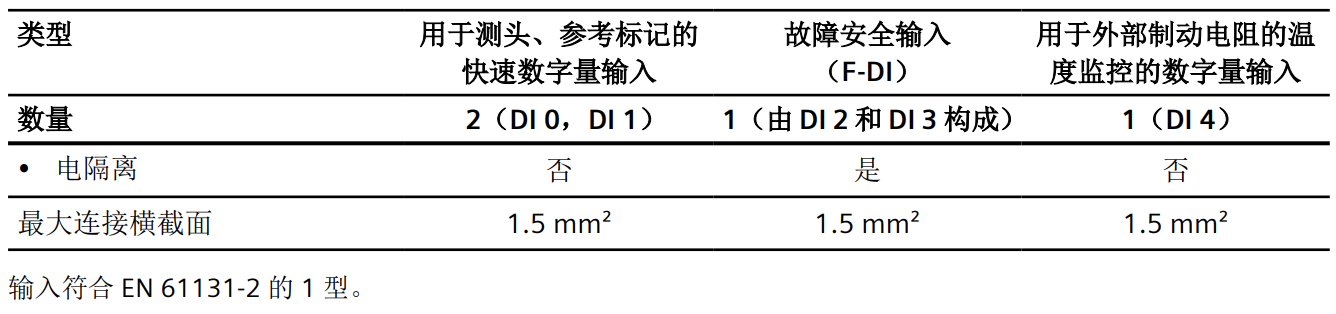 类型 用于测头、参考标记的 故障安全输入 用于外部制动电阻的温
快速数字量输入 （F-DI） 度监控的数字量输入
数量 2（DI 0，DI 1） 1（由 DI 2 和 DI 3 构成） 1（DI 4）
• 电隔离 否 是 否
最大连接横截面 1.5 mm² 1.5 mm² 1.5 mm²
输入符合 EN 61131-2 的 1 型。